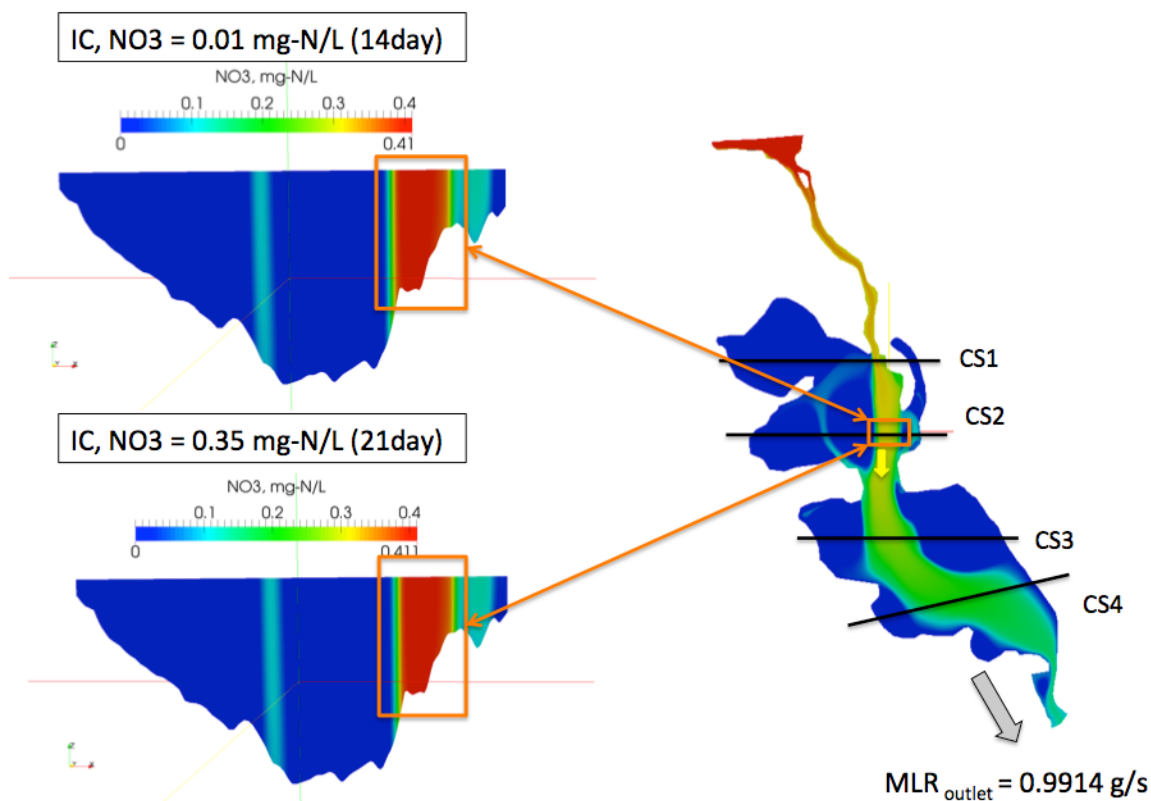 IC, NO3 = 0.01 mg-N/L (14day)
NO3, mg-N/L
0.1 0.2 0.3 0.4
0 0.41
IC, NO3 = 0.35 mg-N/L (21day)
NO3, mg-N/L
0.1 0.2 0.3 0.4
0 0.411
CS1
CS2
CS3
CS4
MLR outlet = 0.9914 g/s